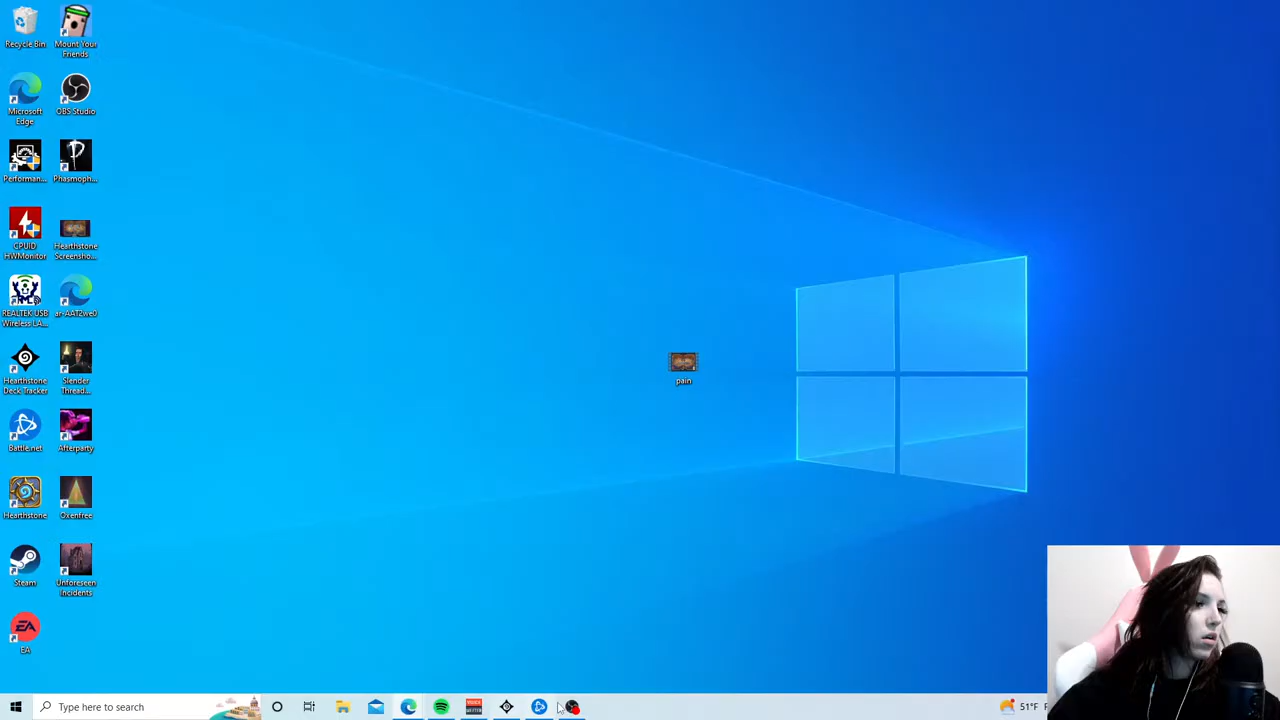 Recycle Bin
Mount Your
Friends
Microsoft
Edge
OBS Studio
Performan...
Phasmoph...
CPUID
HWMonitor
Hearthstone
Screensho...
REALTEK USB
Wireless LA...
ar-AAT2we0
Hearthstone
Deck Tracker
Slender
Thread...
Battle.net
Afterparty
Hearthstone
Oxenfree
Steam
Unforeseen
Incidents
EA
EA
pain
Type here to search
51°F